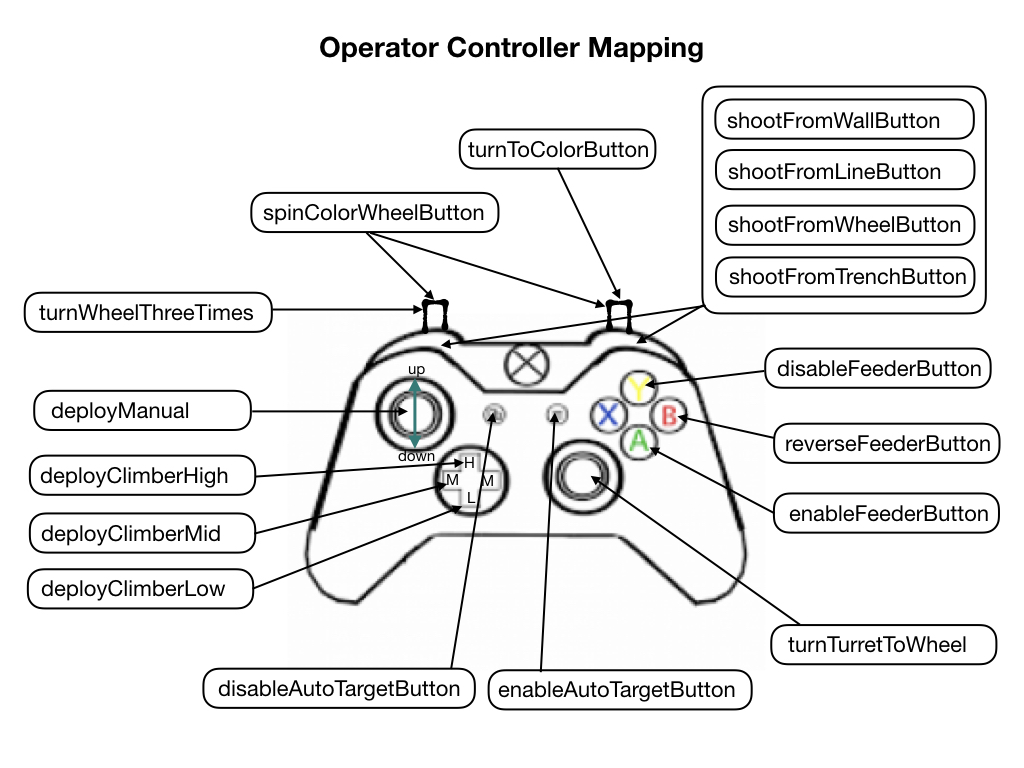 Operator Controller Mapping
shootFromWallButton
turnToColorButton
shootFromLineButton
spinColorWheelButton
shootFromWheelButton
shootFromTrenchButton
turnWheelThreeTimes
up
disableFeederButton
Y
deployManual
X
B
A
reverseFeederButton
down
deployClimberHigh
H
M
M
L
enableFeederButton
deployClimberMid
deployClimberLow
turnTurretToWheel
disableAutoTargetButton
enableAutoTargetButton